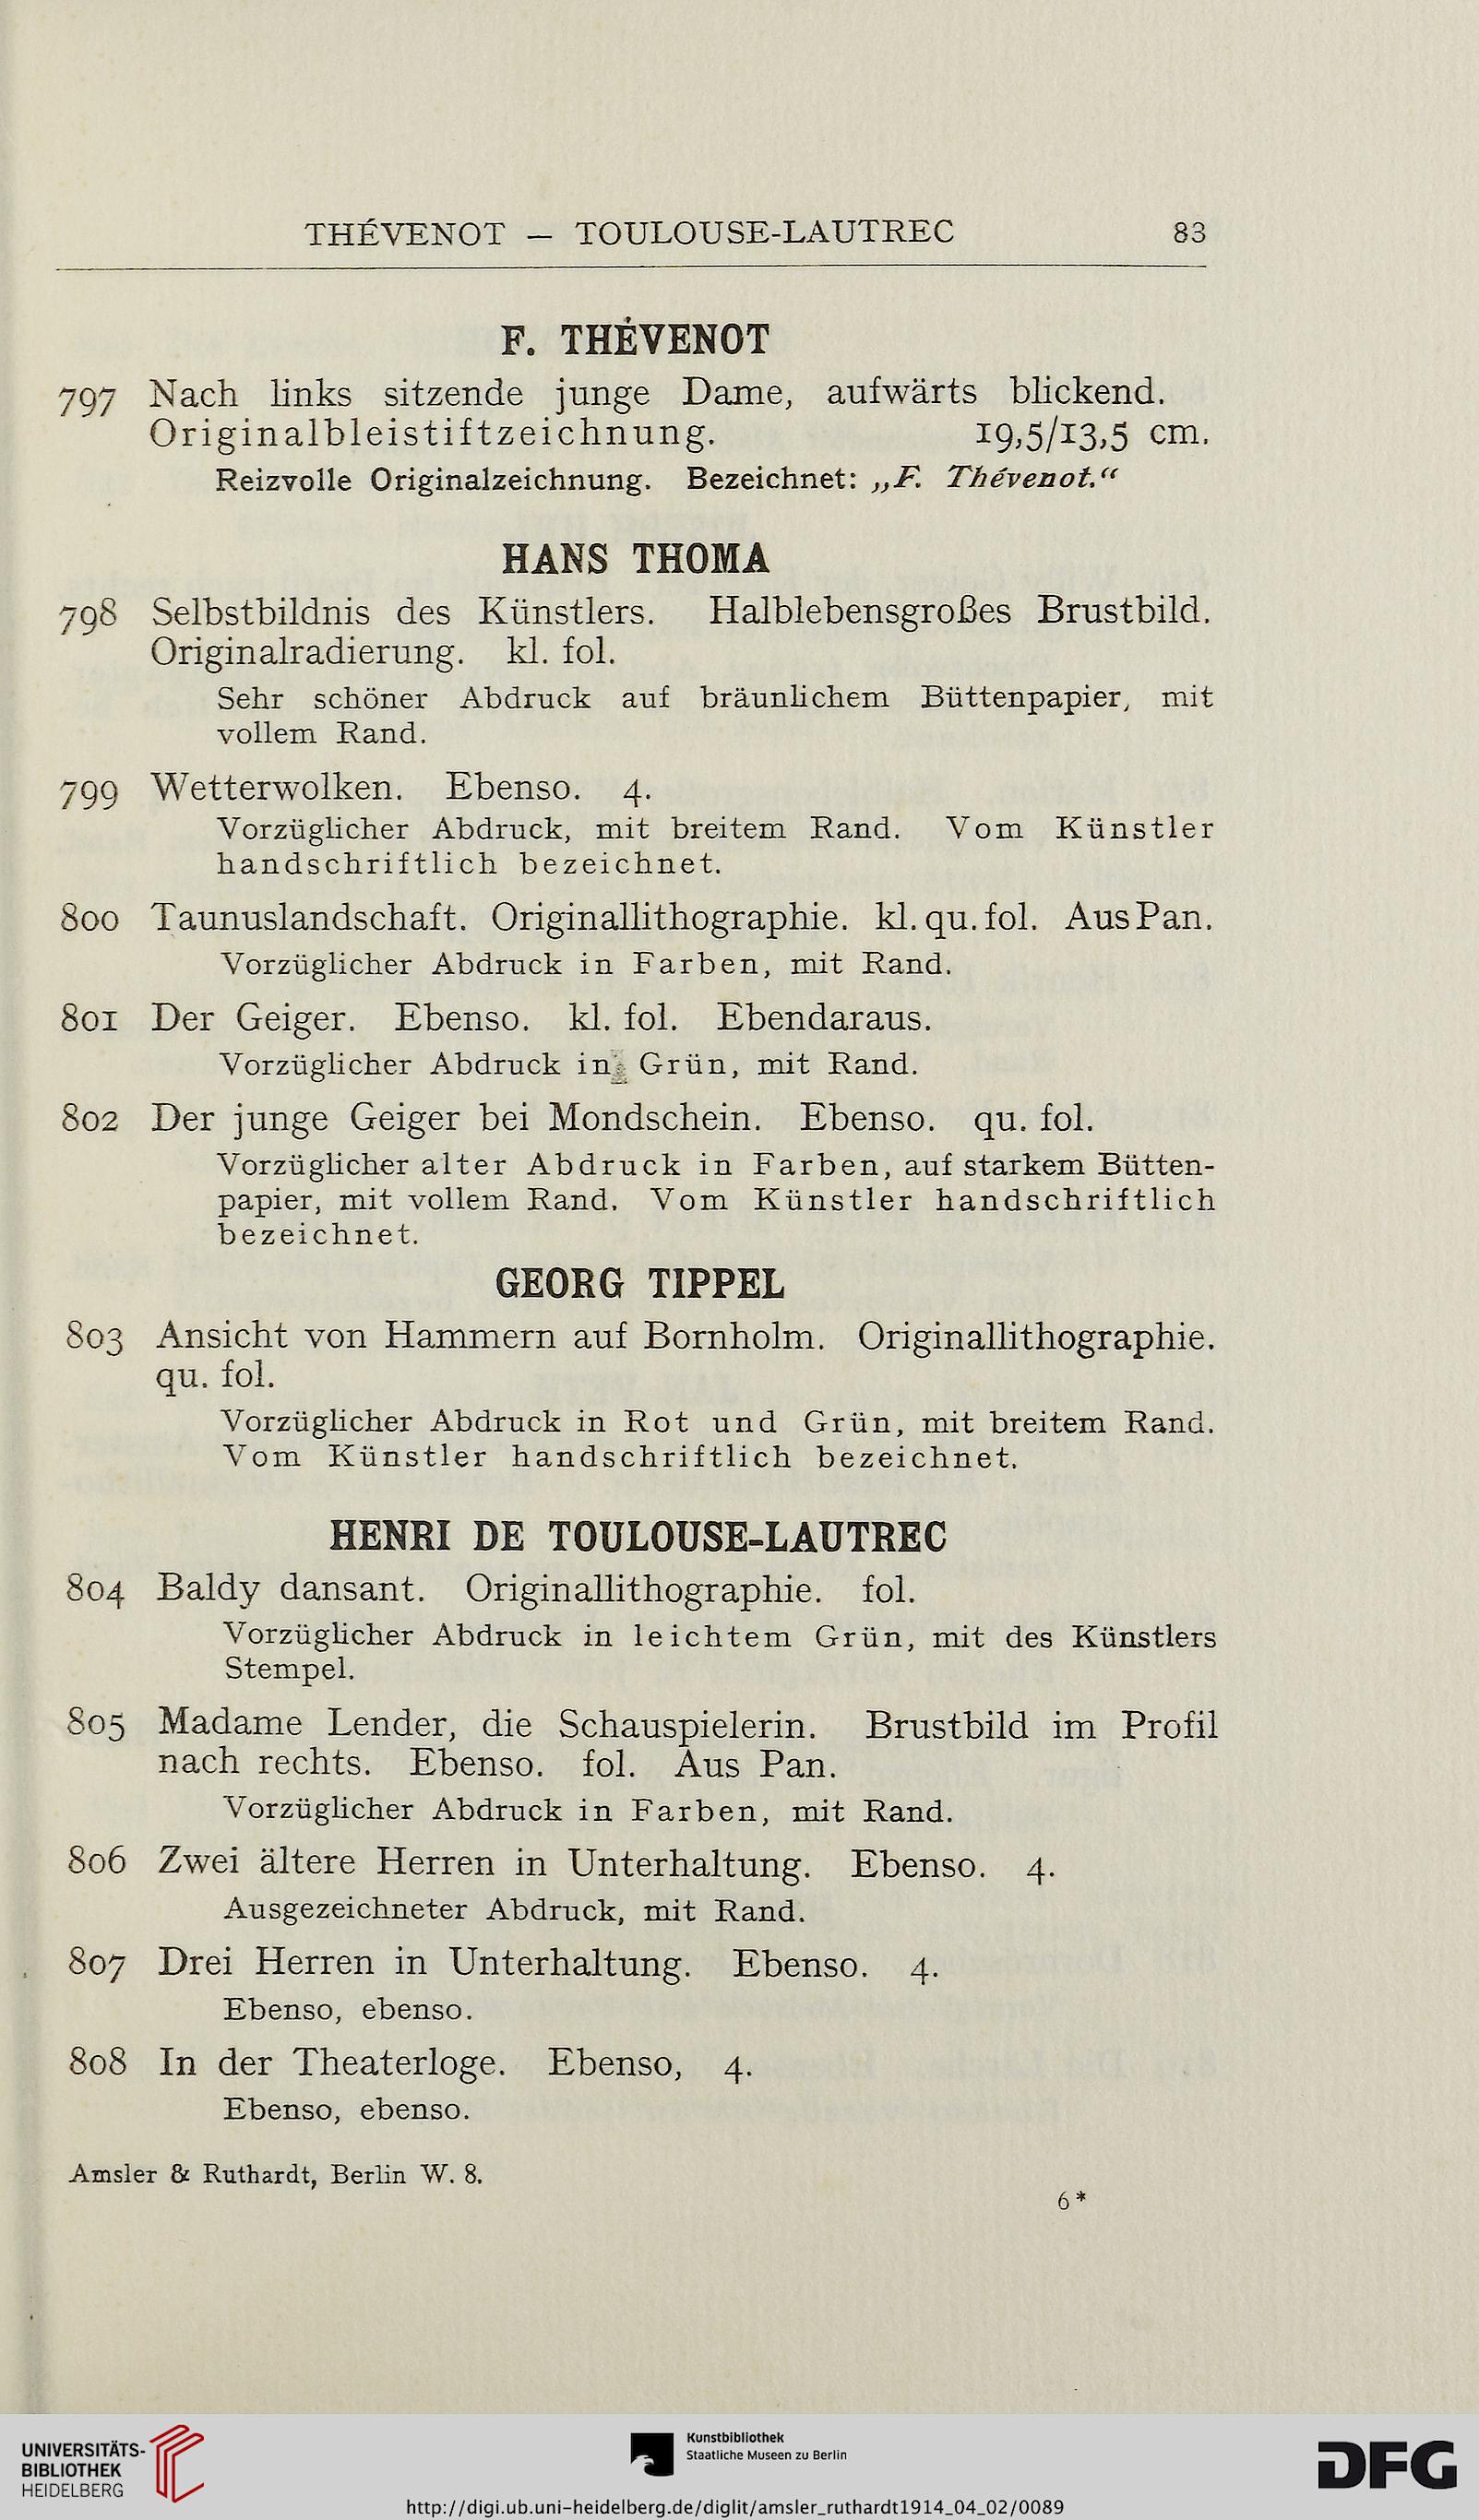 THÉVENOT — TOULOUSE-LAUTREC 83
F. THÉVENOT
797 Nach links sitzende junge Dame, aufwärts blickend.
Originalbleistiftzeichnung. 19,5/13,5 cm.
Reizvolle Originalzeichnung. Bezeichnet: „F. Thévenot.“
HANS THOMA
798 Selbstbildnis des Künstlers. Halblebensgroßes Brustbild.
Originalradierung. kl. fol.
Sehr schöner Abdruck auf bräunlichem Büttenpapier, mit
vollem Rand.
799 Wetterwolken. Ebenso. 4.
Vorzüglicher Abdruck, mit breitem Rand. Vom Künstler
handschriftlich bezeichnet.
800 Taunuslandschaft. Originallithographie. kl. qu. fol. Aus Pan.
Vorzüglicher Abdruck in Farben, mit Rand.
801 Der Geiger. Ebenso. kl. fol. Ebendaraus.
Vorzüglicher Abdruck in Grün, mit Rand.
802 Der junge Geiger bei Mondschein. Ebenso. qu. fol.
Vorzüglicher alter Abdruck in Farben, auf starkem Bütten-
papier, mit vollem Rand. Vom Künstler handschriftlich
bezeichnet.
GEORG TIPPEL
803 Ansicht von Hammern auf Bornholm. Originallithographie.
qu. fol.
Vorzüglicher Abdruck in Rot und Grün, mit breitem Rand.
Vom Künstler handschriftlich bezeichnet.
HENRI DE TOULOUSE-LAUTREC
804 Baldy dansant. Originallithographie. fol.
Vorzüglicher Abdruck in leichtem Grün, mit des Künstlers
Stempel.
805 Madame Lender, die Schauspielerin. Brustbild im Profil
nach rechts. Ebenso. fol. Aus Pan.
Vorzüglicher Abdruck in Farben, mit Rand.
806 Zwei ältere Herren in Unterhaltung. Ebenso. 4.
Ausgezeichneter Abdruck, mit Rand.
807 Drei Herren in Unterhaltung. Ebenso. 4.
Ebenso, ebenso.
808 In der Theaterloge. Ebenso, 4.
Ebenso, ebenso.
Amsler & Ruthardt, Berlin W. 8.
6*
UNIVERSITÄTS-
BIBLIOTHEK
HEIDELBERG
Kunstbibliothek
Staatliche Museen zu Berlin
DFG
http://digi.ub.uni-heidelberg.de/diglit/amsler_ruthardt1914_04_02/0089